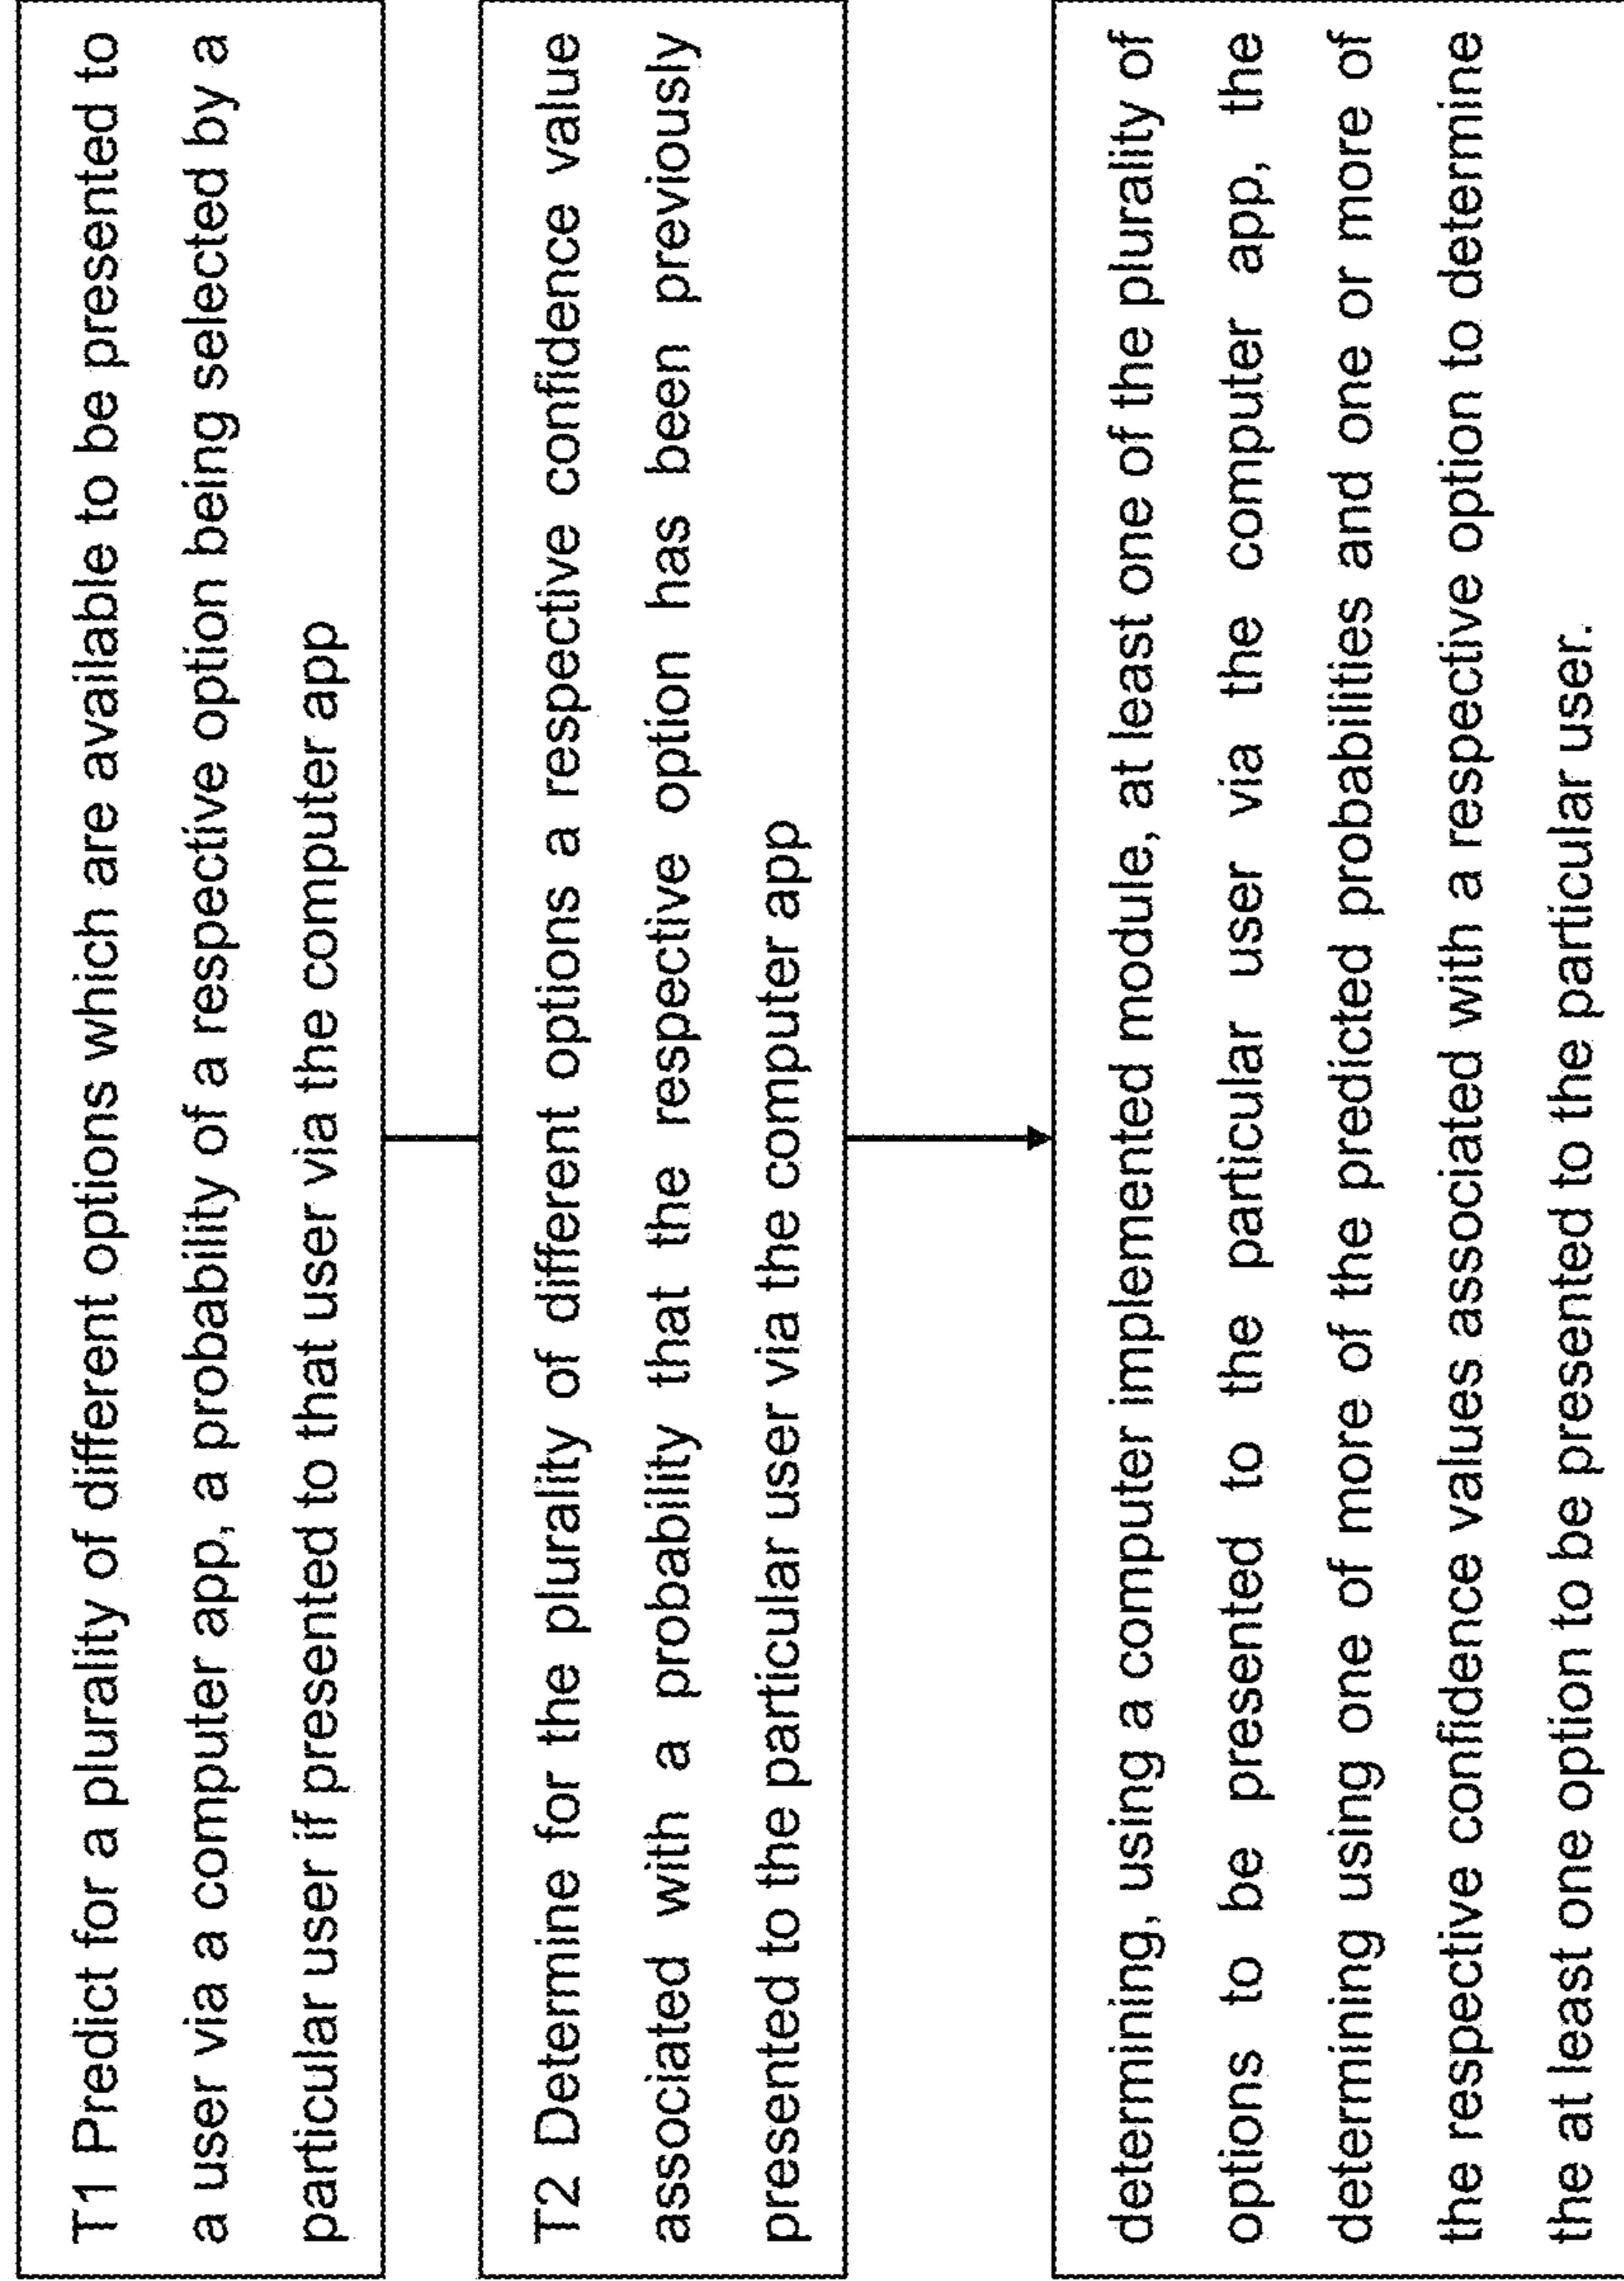 T1 Predict for a plurality of different options which are available to be presented to
a user via a computer app, a probability of a respective option being selected by a
particular user if presented to that user via the computer app
T2 Determine for the plurality of different options a respective confidence value
associated with a probability that the respective option has been previously
presented to the particular user via the computer app
determining, using a computer implemented module, at least one of the plurality of
options to be presented to the particular user via the computer app, the
determining using one of more of the predicted probabilities and one or more of
the respective confidence values associated with a respective option to determine
the at least one option to be presented to the particular user.